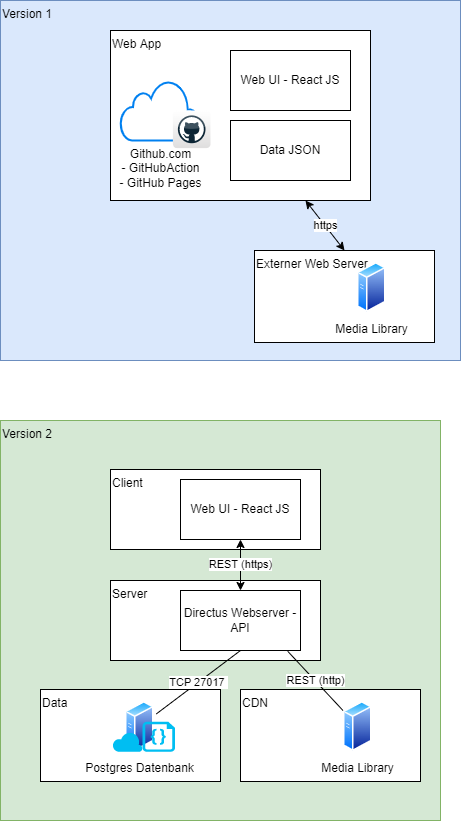 Version 1
Web App
Web UI - React JS
Data JSON
Github.com
- GitHubAction
- GitHub Pages
https
Externer Web Server
Media Library
Version 2
Client
Web UI - React JS
REST (https)
Server
Directus Webserver -
API
TCP 27017
REST (http)
Data
{}
Postgres Datenbank
CDN
Media Library